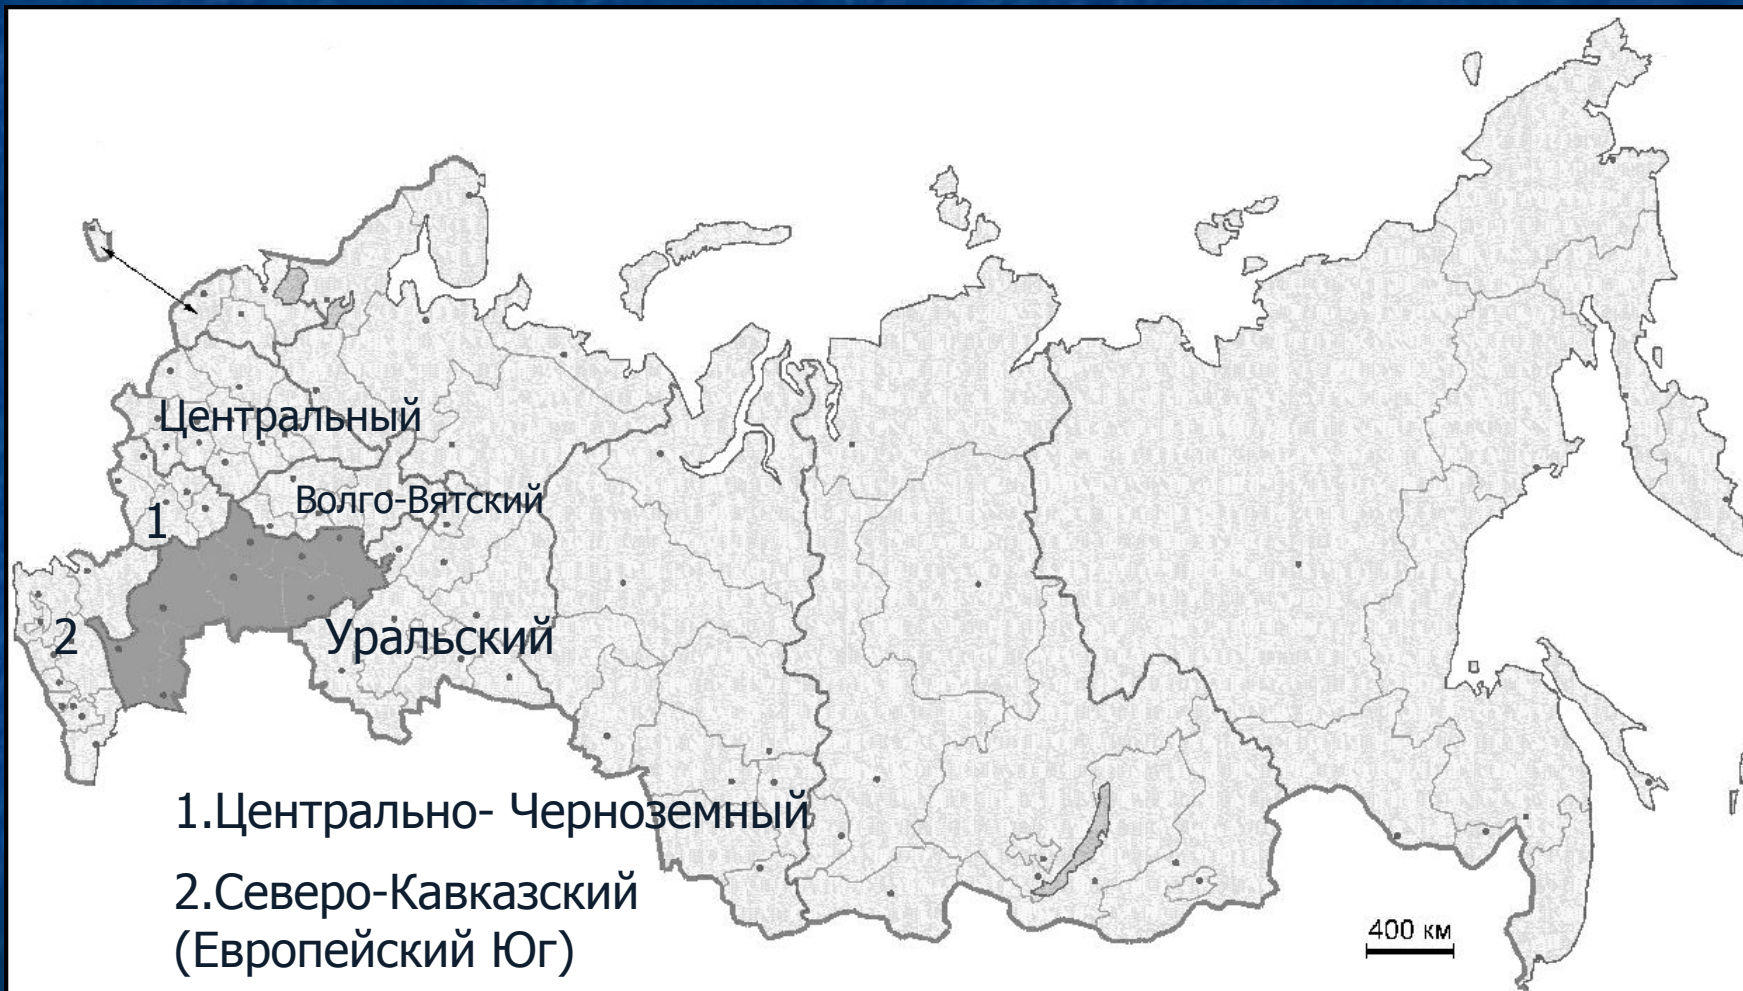 Центральный
Волго-Вятский
1
2
Уральский
1.Центрально- Черноземный
2.Северо-Кавказский
(Европейский Юг)
400 км